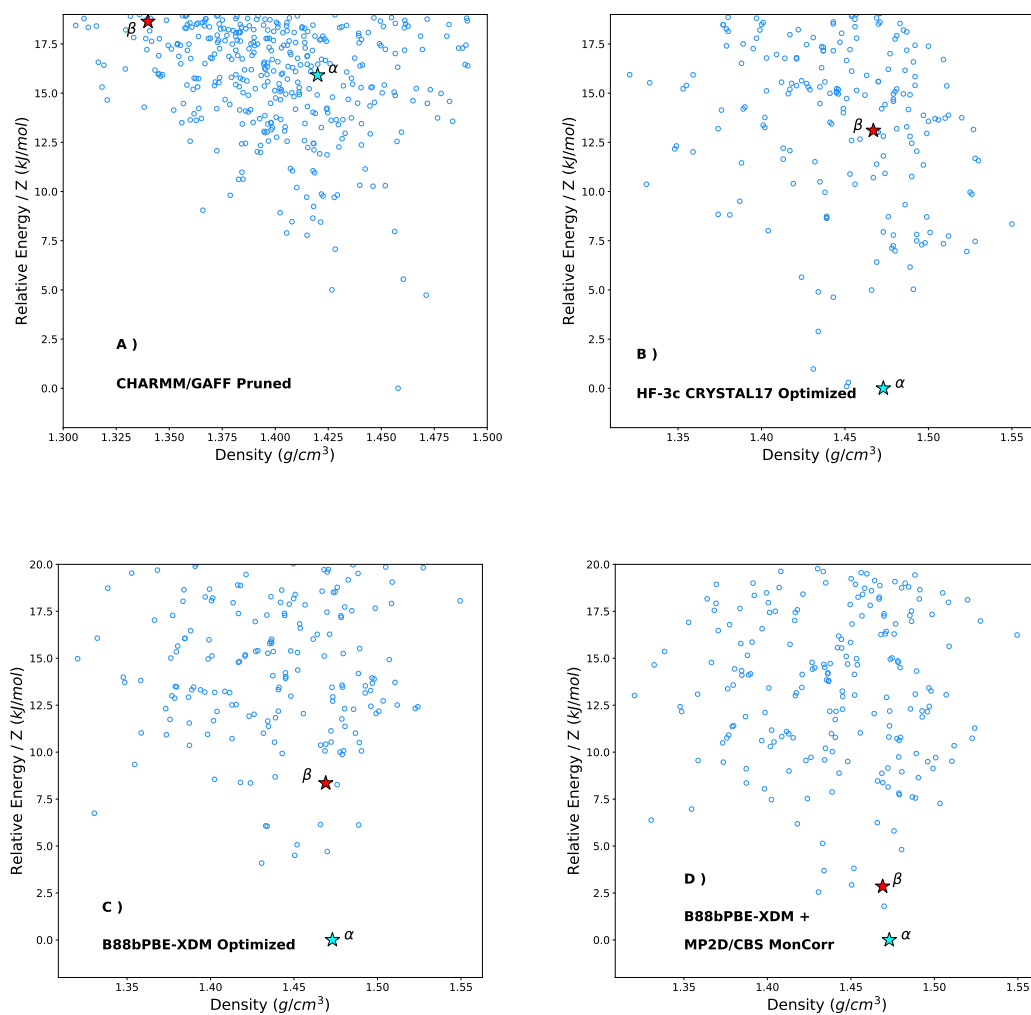 β
α
17.5
15.0
12.5
10.0
7.5
5.0
2.5
0.0
Relative Energy / Z (kJ/mol)
A )
CHARMM/GAFF Pruned
1.300 1.325 1.350 1.375 1.400 1.425 1.450 1.475 1.500
Density (g/cm³)
β
α
17.5
15.0
12.5
10.0
7.5
5.0
2.5
0.0
Relative Energy / Z (kJ/mol)
B )
HF-3c CRYSTAL17 Optimized
1.35 1.40 1.45 1.50 1.55
Density (g/cm³)
20.0
17.5
15.0
12.5
10.0
7.5
5.0
2.5
0.0
Relative Energy / Z (kJ/mol)
β
α
C )
B88bPBE-XDM Optimized
1.35 1.40 1.45 1.50 1.55
Density (g/cm³)
20.0
17.5
15.0
12.5
10.0
7.5
5.0
2.5
0.0
Relative Energy / Z (kJ/mol)
β
α
D )
B88bPBE-XDM +
MP2D/CBS MonCorr
1.35 1.40 1.45 1.50 1.55
Density (g/cm³)